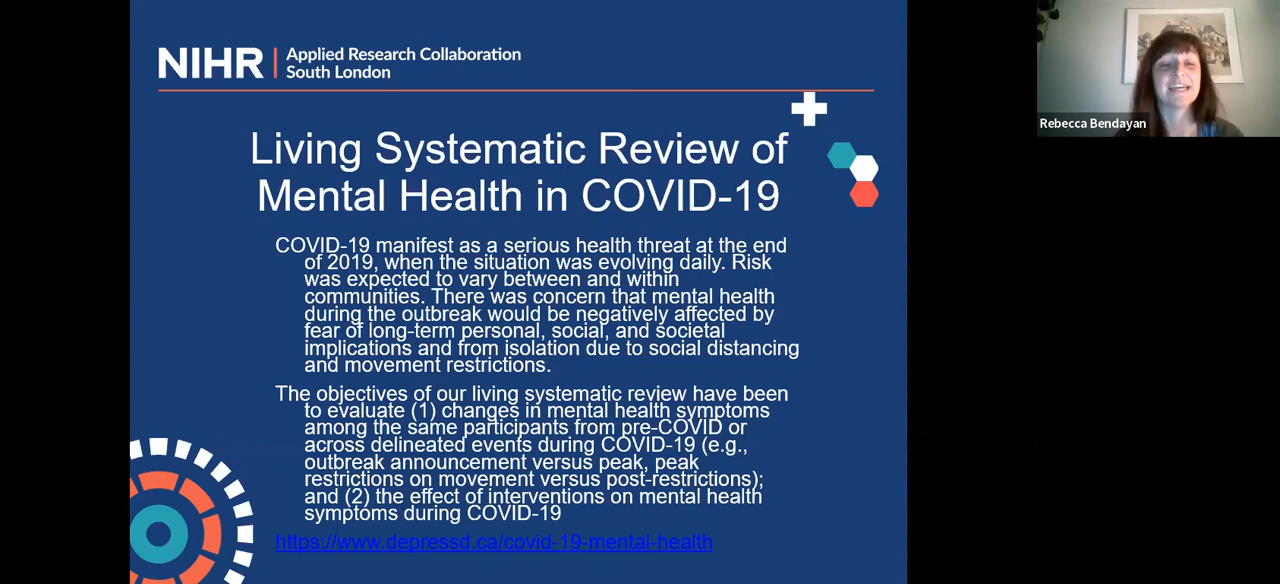 NIHR | Applied Research Collaboration
South London
Living Systematic Review of
Mental Health in COVID-19
COVID-19 manifest as a serious health threat at the end
of 2019, when the situation was evolving daily. Risk
was expected to vary between and within
communities. There was concern that mental health
during the outbreak would be negatively affected by
fear of long-term personal, social, and societal
implications and from isolation due to social distancing
and movement restrictions.
The objectives of our living systematic review have been
to evaluate (1) changes in mental health symptoms
among the same participants from pre-COVID or
across delineated events during COVID-19 (e.g.,
outbreak announcement versus peak, peak
restrictions on movement versus post-restrictions);
and (2) the effect of interventions on mental health
symptoms during COVID-19
https://www.depressd.ca/covid-19-mental-health
Rebecca Bendayan